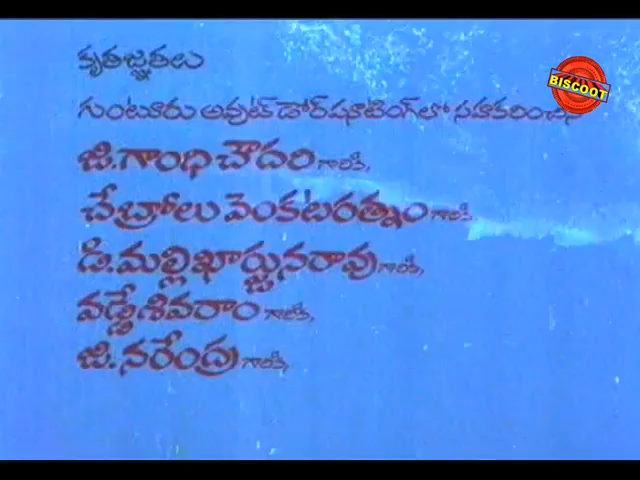 కృతజ్ఞతలు
BISCOOT
గుంటూరు అవుట్ డోర్ షూటింగ్ లో సహకరించిన
జి.గాంధి చౌదరి గారికి,
చేబ్రోలు వెంకటరత్నం గారికి,
డి.మల్లిఖార్జునరావు గారికి,
వడ్డే శివరాం గారికి,
జి.నరేంద్ర గారికి,